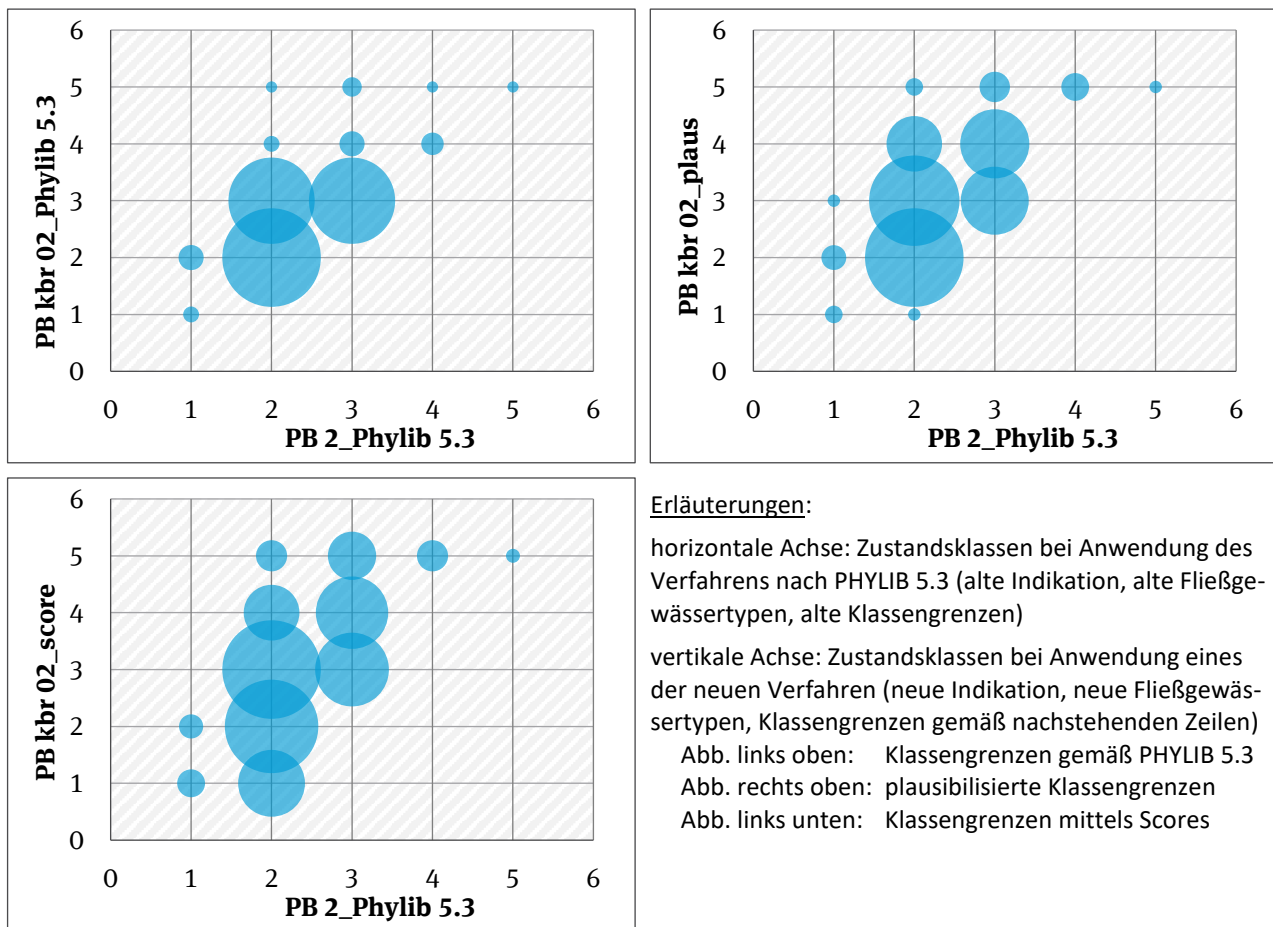 6
5
4
3
2
1
0
0 1 2 3 4 5 6
PB kbr 02_Phylib 5.3
PB 2_Phylib 5.3
6
5
4
3
2
1
0
0 1 2 3 4 5 6
PB kbr 02_plaus
PB 2_Phylib 5.3
6
5
4
3
2
1
0
0 1 2 3 4 5 6
PB kbr 02_score
PB 2_Phylib 5.3
Erläuterungen:
horizontale Achse: Zustandsklassen bei Anwendung des
Verfahrens nach PHYLIB 5.3 (alte Indikation, alte Fließge-
wässertypen, alte Klassengrenzen)
vertikale Achse: Zustandsklassen bei Anwendung eines
der neuen Verfahren (neue Indikation, neue Fließgewäs-
sertypen, Klassengrenzen gemäß nachstehenden Zeilen)
Abb. links oben: Klassengrenzen gemäß PHYLIB 5.3
Abb. rechts oben: plausibilisierte Klassengrenzen
Abb. links unten: Klassengrenzen mittels Scores